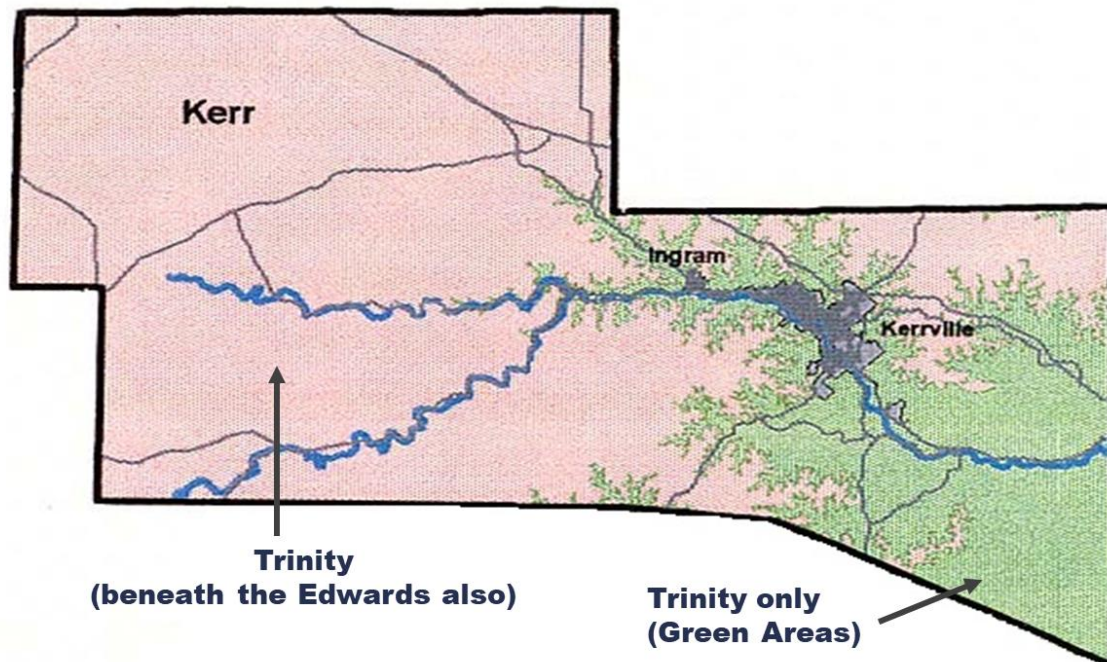 Kerr
Ingram
Kerrville
Trinity
(beneath the Edwards also)
Trinity only
(Green Areas)